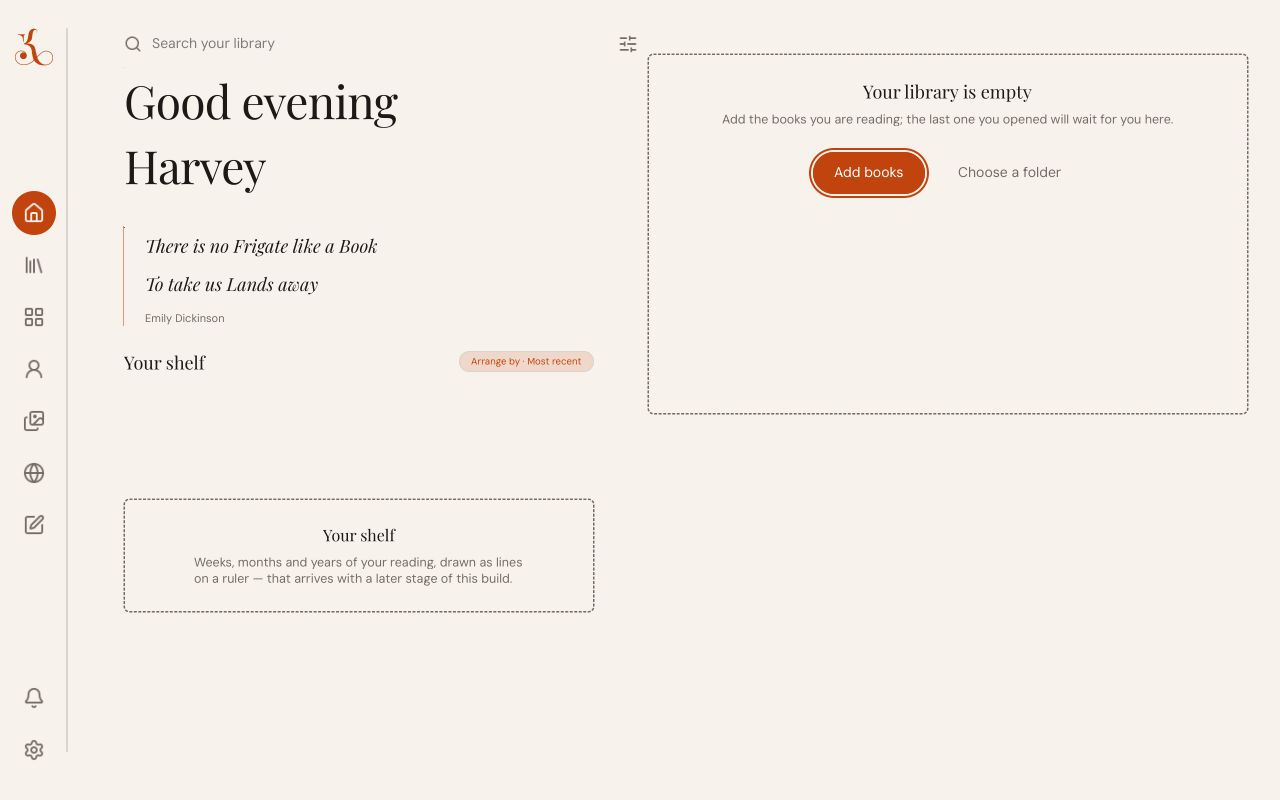 Search your library
Good evening
Harvey
There is no Frigate like a Book
To take us Lands away
Emily Dickinson
Your shelf
Arrange by · Most recent
Your shelf
Weeks, months and years of your reading, drawn as lines
on a ruler — that arrives with a later stage of this build.
Your library is empty
Add the books you are reading; the last one you opened will wait for you here.
Add books
Choose a folder